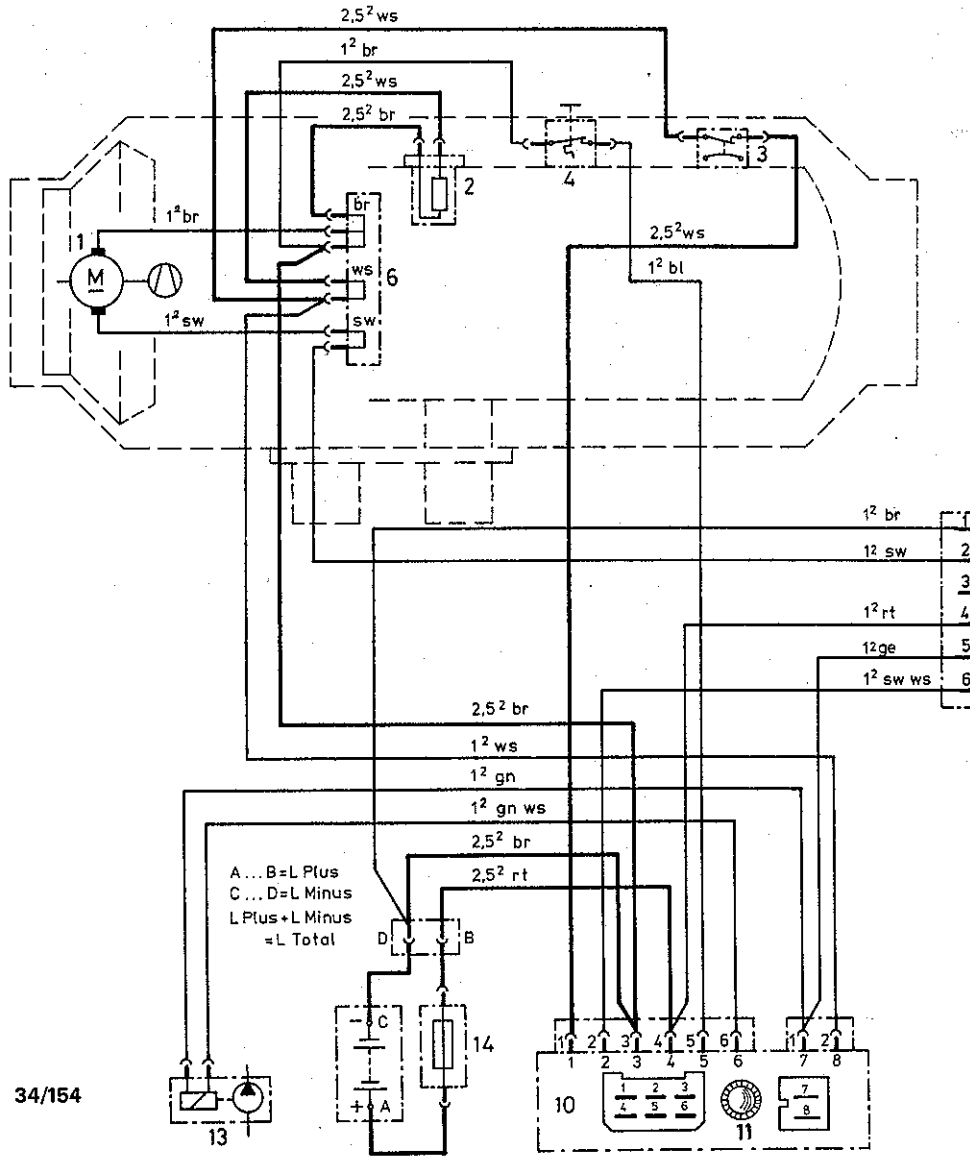 2,5² ws
1² br
2,5² ws
2,5² br
3
4
2
br
1² br
1
M
ws
6
2,5² ws
1² bl
sw
1² sw
1² br
1
1² sw
2
3
1² rt
4
1² ge
5
1² sw ws
6
2,5² br
1² ws
1² gn
1² gn ws
2,5² br
2,5² rt
A...B=L Plus
C...D=L Minus
L Plus+L Minus
=L Total
D
B
- C
14
+ A
1 2 3 4 5 6 1 2
1 2 3 4 5 6 7 8
10
1 2 3
4 5 6
11
7
8
34/154
13